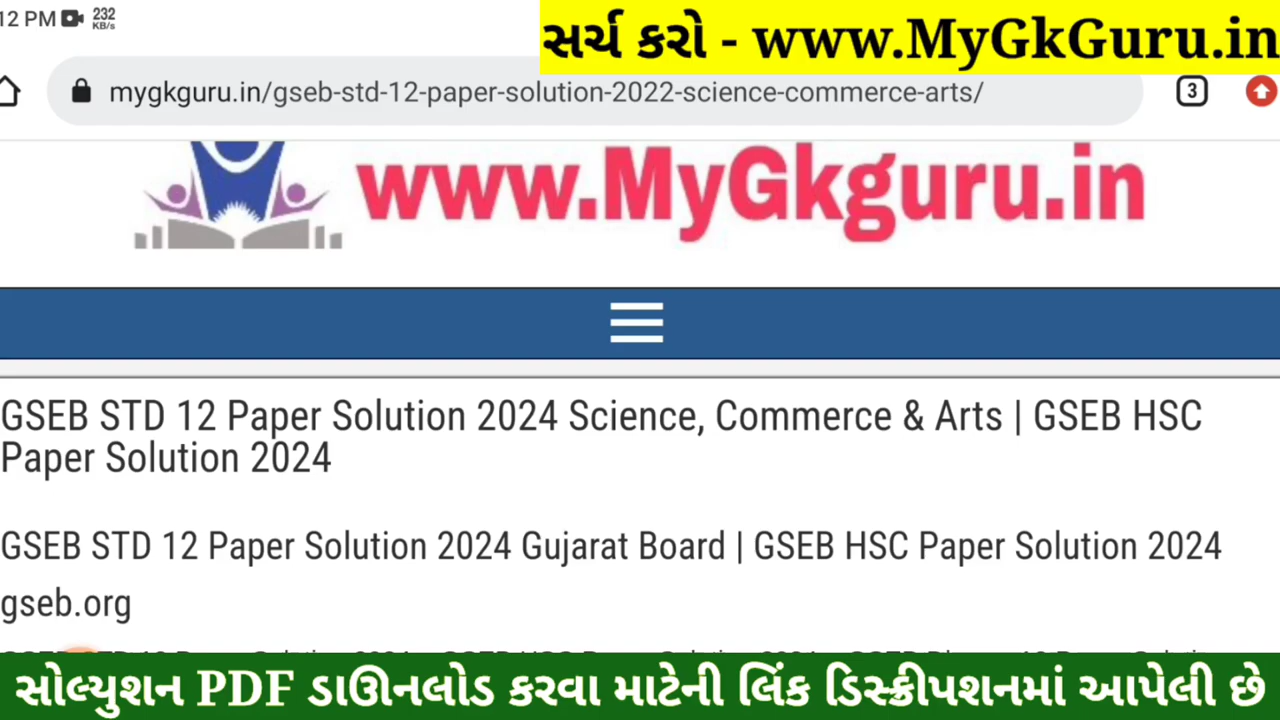 12 PM 232 KB/s
સર્ચ કરો - www.MyGkGuru.in
mygkguru.in/gseb-std-12-paper-solution-2022-science-commerce-arts/
3
www.MyGkguru.in
GSEB STD 12 Paper Solution 2024 Science, Commerce & Arts | GSEB HSC
Paper Solution 2024
GSEB STD 12 Paper Solution 2024 Gujarat Board | GSEB HSC Paper Solution 2024
gseb.org
સોલ્યુશન PDF ડાઊનલોડ કરવા માટેની લિંક ડિસ્ક્રીપશનમાં આપેલી છે